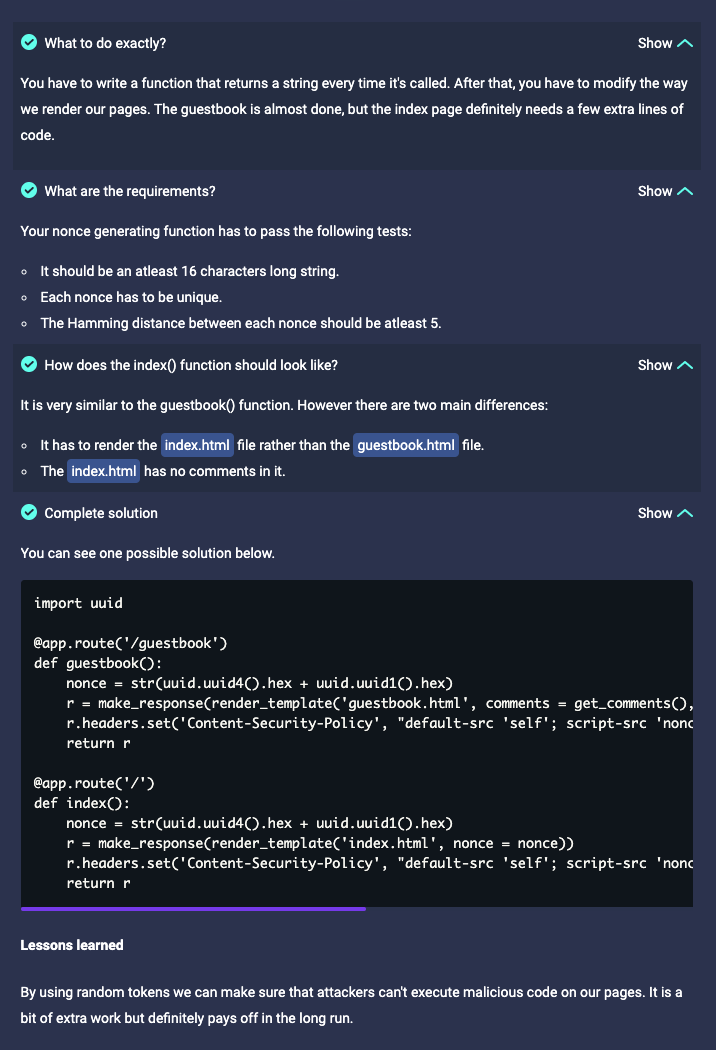 What to do exactly?
Show
You have to write a function that returns a string every time it's called. After that, you have to modify the way
we render our pages. The guestbook is almost done, but the index page definitely needs a few extra lines of
code.
What are the requirements?
Show
Your nonce generating function has to pass the following tests:
It should be an atleast 16 characters long string.
Each nonce has to be unique.
The Hamming distance between each nonce should be atleast 5.
How does the index() function should look like?
Show
It is very similar to the guestbook() function. However there are two main differences:
It has to render the index.html file rather than the guestbook.html file.
The index.html has no comments in it.
Complete solution
Show
You can see one possible solution below.
import uuid
@app.route('/guestbook')
def guestbook():
    nonce = str(uuid.uuid4().hex + uuid.uuid1().hex)
    r = make_response(render_template('guestbook.html', comments = get_comments(),
    r.headers.set('Content-Security-Policy', "default-src 'self'; script-src 'nonc
    return r
@app.route('/')
def index():
    nonce = str(uuid.uuid4().hex + uuid.uuid1().hex)
    r = make_response(render_template('index.html', nonce = nonce))
    r.headers.set('Content-Security-Policy', "default-src 'self'; script-src 'nonc
    return r
Lessons learned
By using random tokens we can make sure that attackers can't execute malicious code on our pages. It is a
bit of extra work but definitely pays off in the long run.